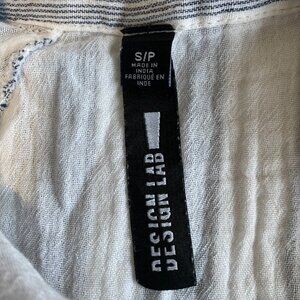 S/P
MADE IN
INDIA
FABRIQUÉ EN
INDE
DESIGN LAB